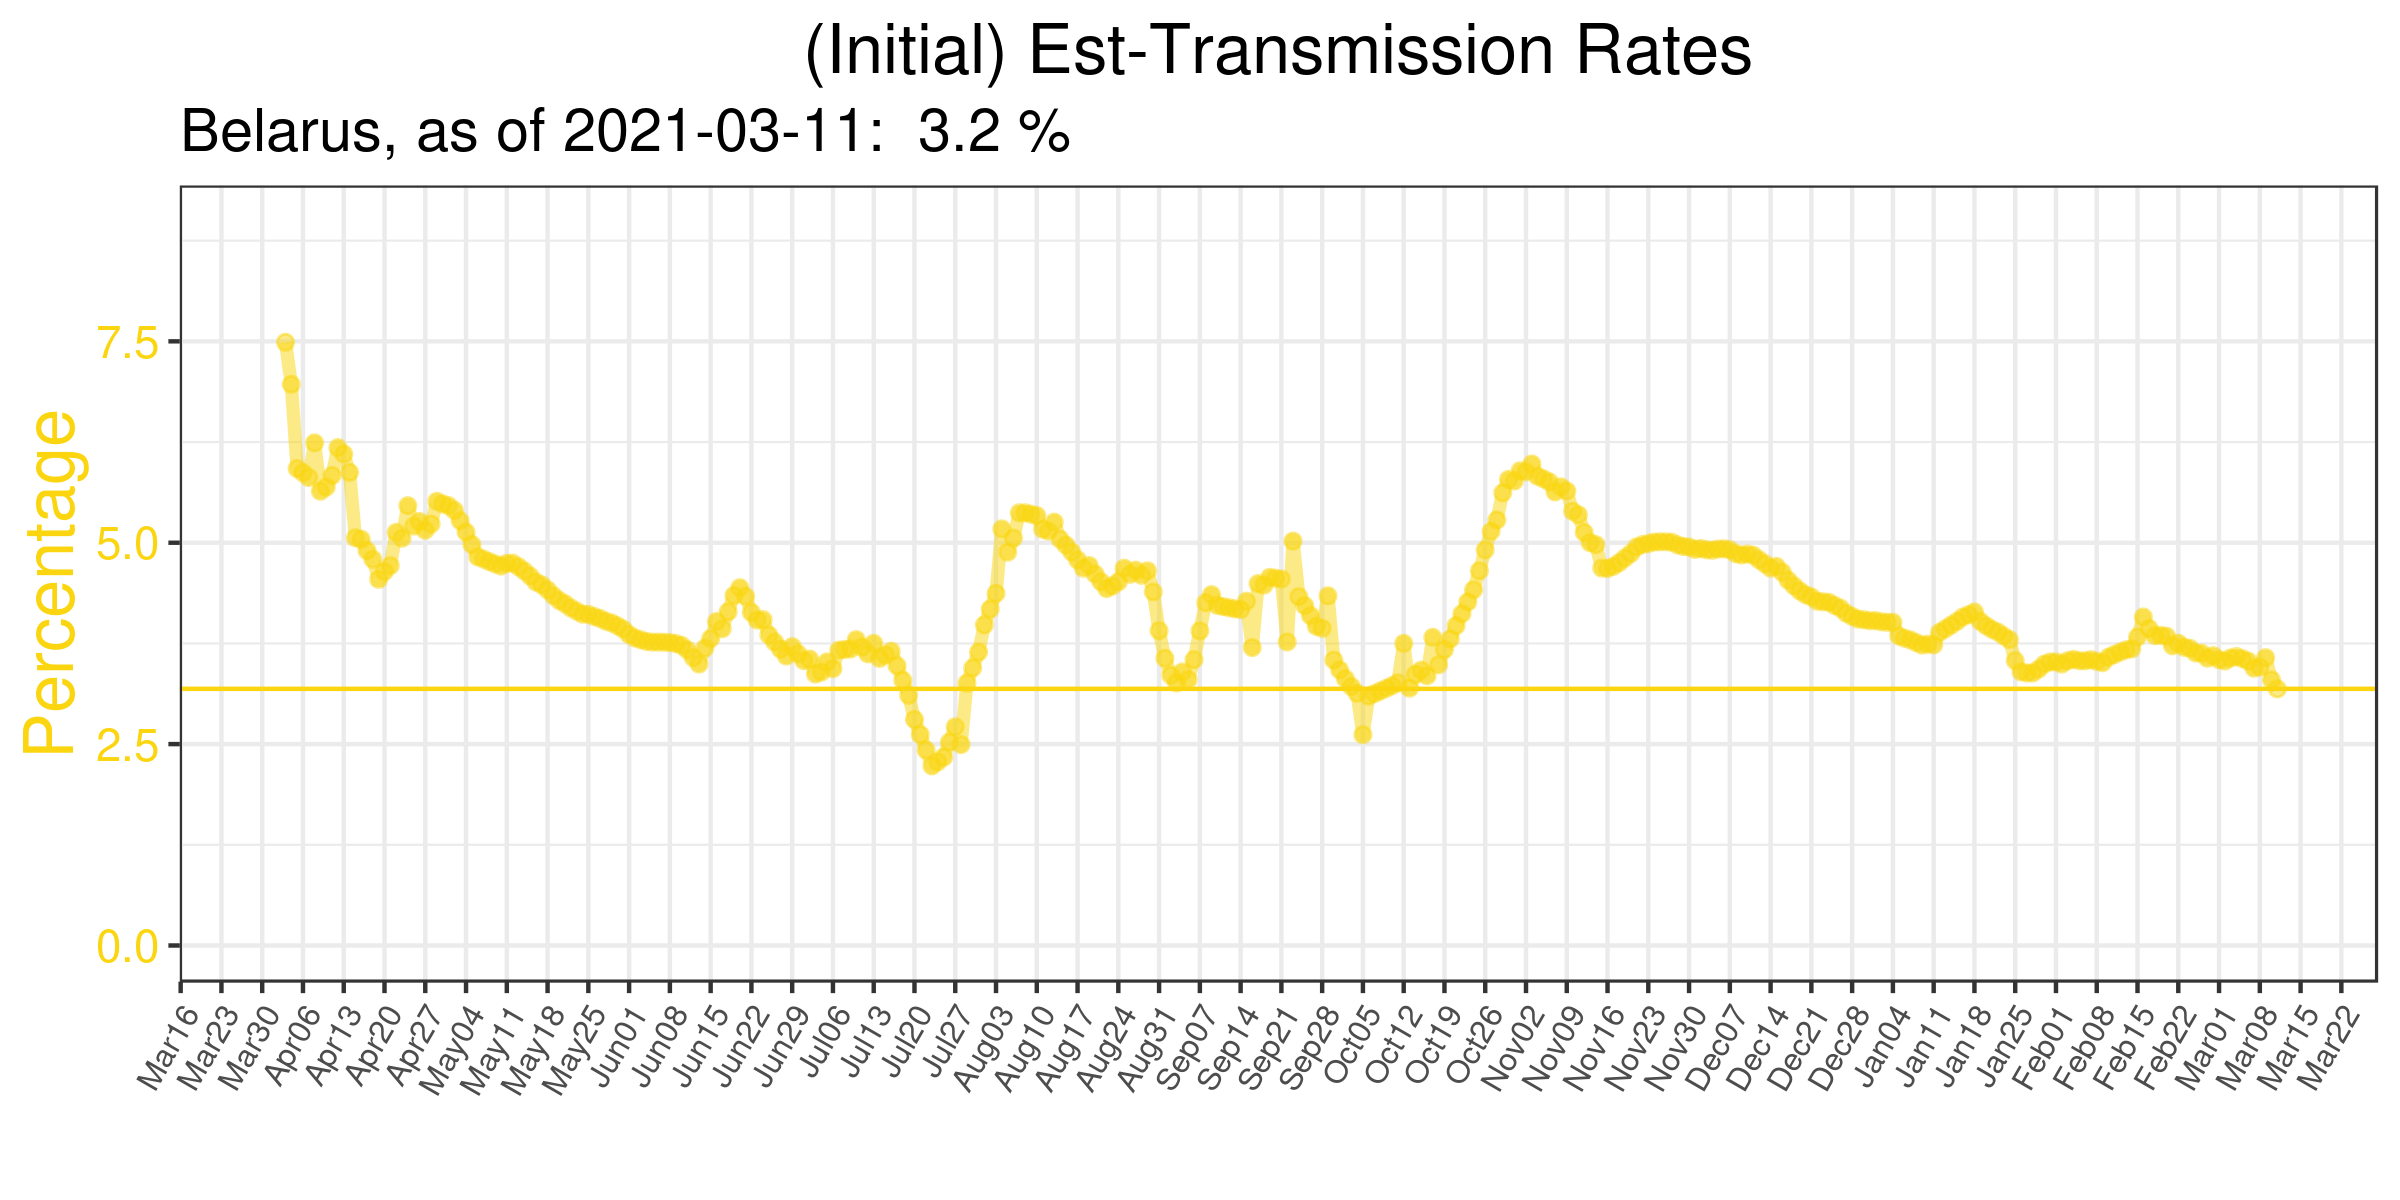 (Initial) Est-Transmission Rates
Belarus, as of 2021-03-11:  3.2 %
Percentage
7.5
5.0
2.5
0.0
Mar16
Mar23
Mar30
Apr06
Apr13
Apr20
Apr27
May04
May11
May18
May25
Jun01
Jun08
Jun15
Jun22
Jun29
Jul06
Jul13
Jul20
Jul27
Aug03
Aug10
Aug17
Aug24
Aug31
Sep07
Sep14
Sep21
Sep28
Oct05
Oct12
Oct19
Oct26
Nov02
Nov09
Nov16
Nov23
Nov30
Dec07
Dec14
Dec21
Dec28
Jan04
Jan11
Jan18
Jan25
Feb01
Feb08
Feb15
Feb22
Mar01
Mar08
Mar15
Mar22